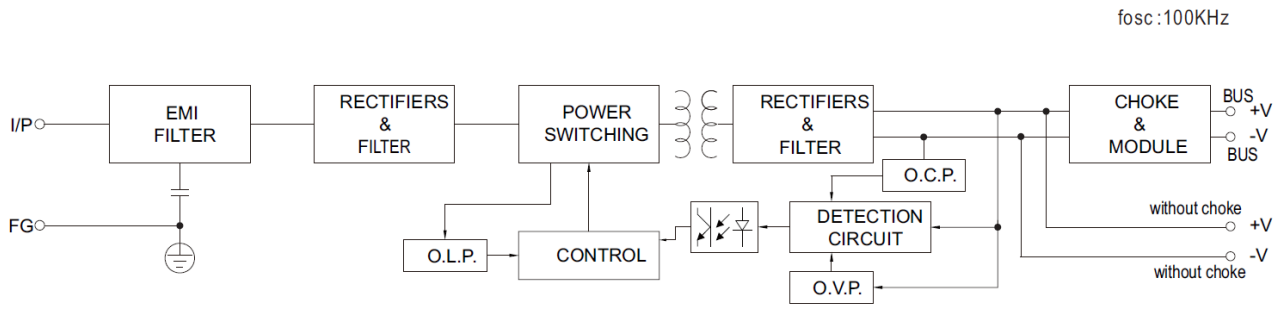 fosc:100KHz
I/P
EMI
FILTER
RECTIFIERS
&
FILTER
POWER
SWITCHING
RECTIFIERS
&
FILTER
CHOKE
&
MODULE
BUS
+V
-V
BUS
FG
O.L.P.
CONTROL
O.C.P.
DETECTION
CIRCUIT
O.V.P.
without choke
+V
-V
without choke